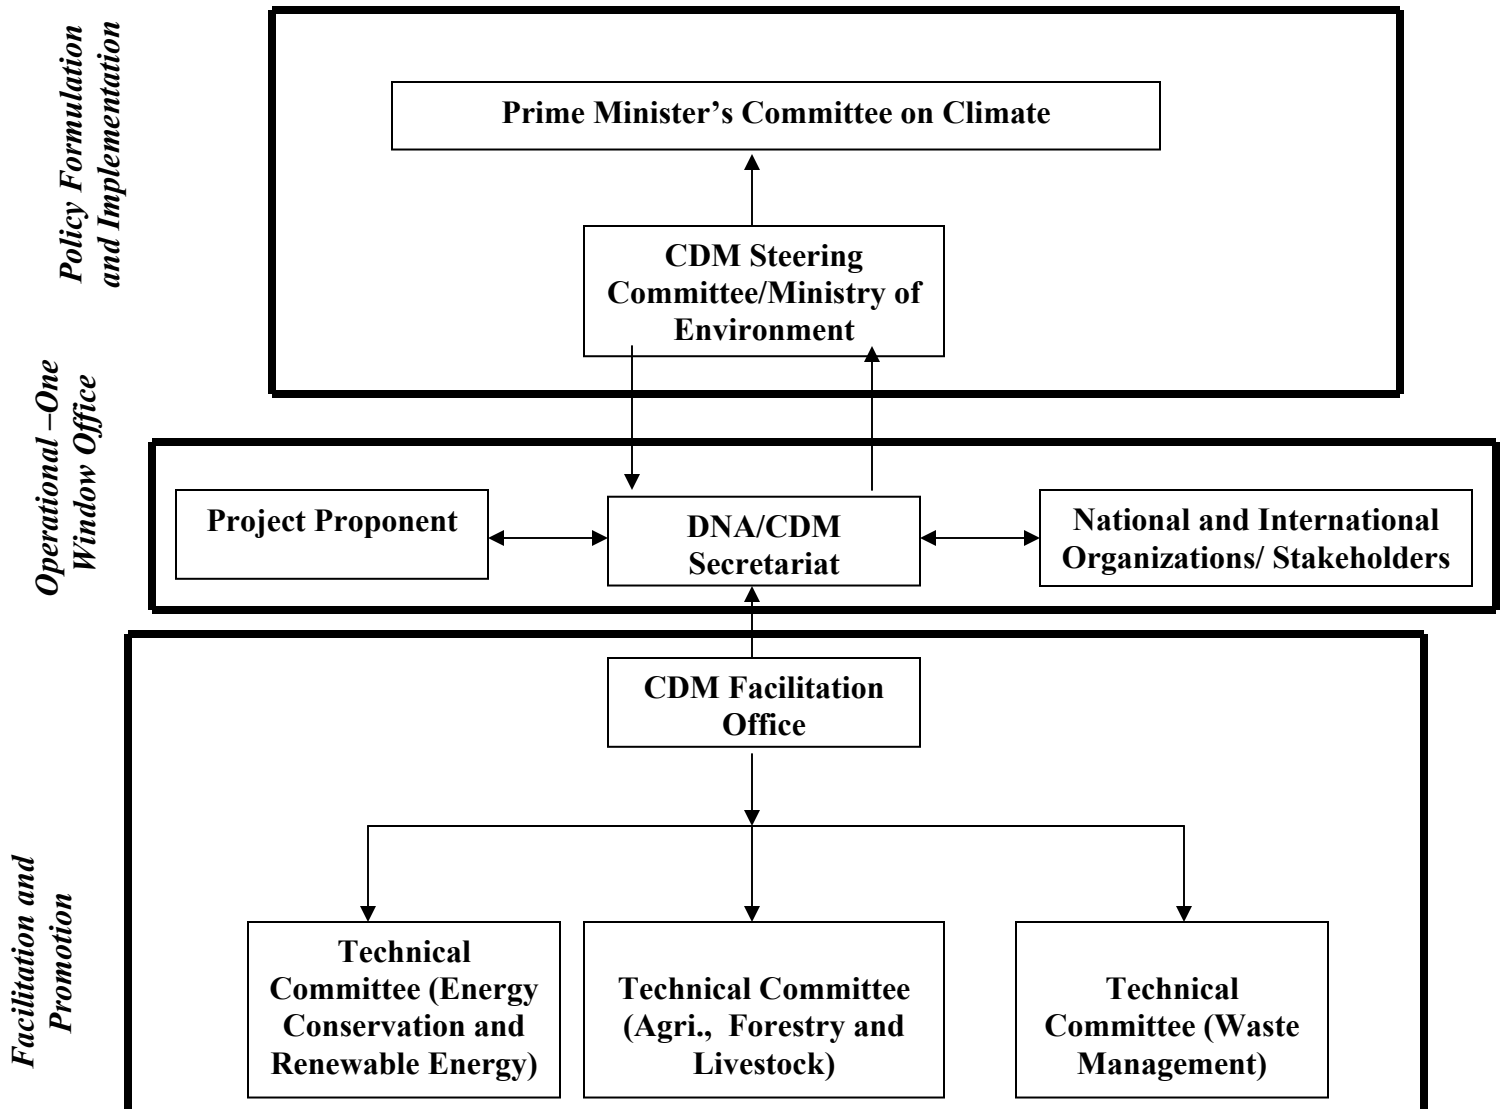 Policy Formulation
and Implementation
Prime Minister’s Committee on Climate
CDM Steering
Committee/Ministry of
Environment
Operational –One
Window Office
Project Proponent
DNA/CDM
Secretariat
National and International
Organizations/ Stakeholders
Facilitation and
Promotion
CDM Facilitation
Office
Technical
Committee (Energy
Conservation and
Renewable Energy)
Technical Committee
(Agri., Forestry and
Livestock)
Technical
Committee (Waste
Management)